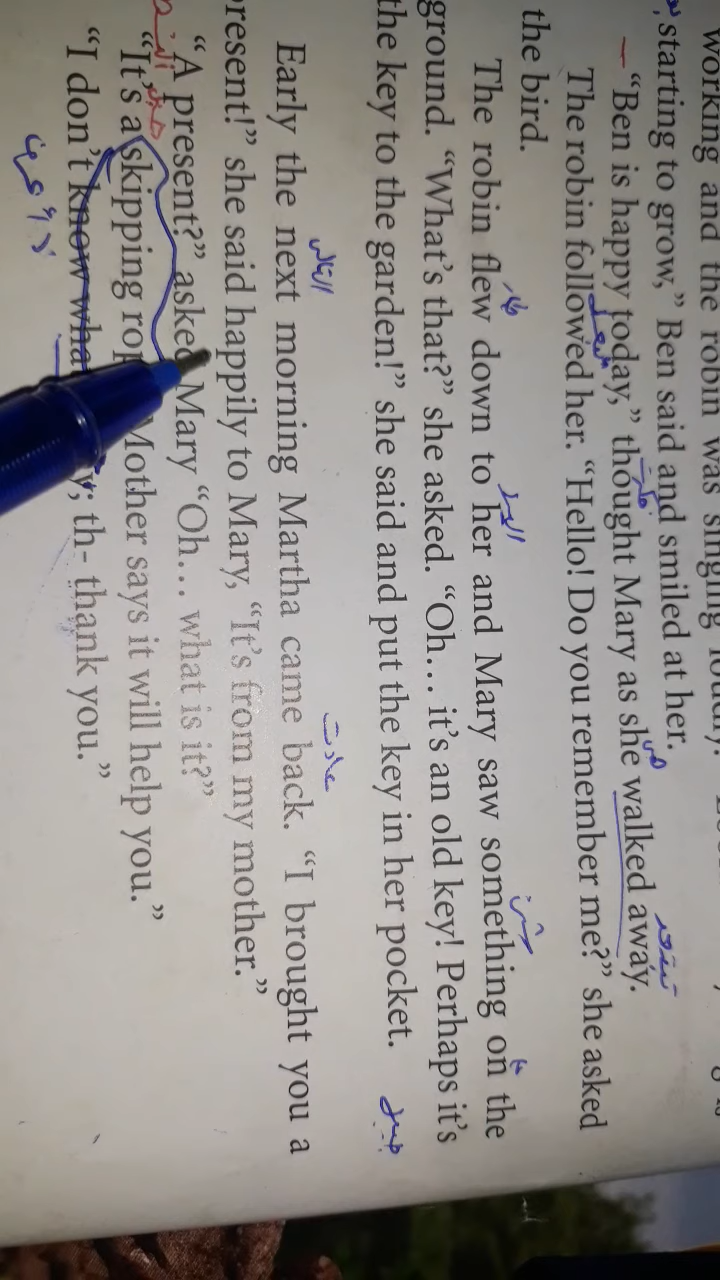 working and the robin was singing loudly.
starting to grow,” Ben said and smiled at her.
“Ben is happy today,” thought Mary as she walked away.
The robin followed her. “Hello! Do you remember me?” she asked
the bird.
The robin flew down to her and Mary saw something on the
ground. “What’s that?” she asked. “Oh… it’s an old key! Perhaps it’s
the key to the garden!” she said and put the key in her pocket.
Early the next morning Martha came back. “I brought you a
present!” she said happily to Mary, “It’s from my mother.”
“A present?” asked Mary “Oh… what is it?”
“It’s a skipping Mother says it will help you.”
“I don’t know th- thank you.”